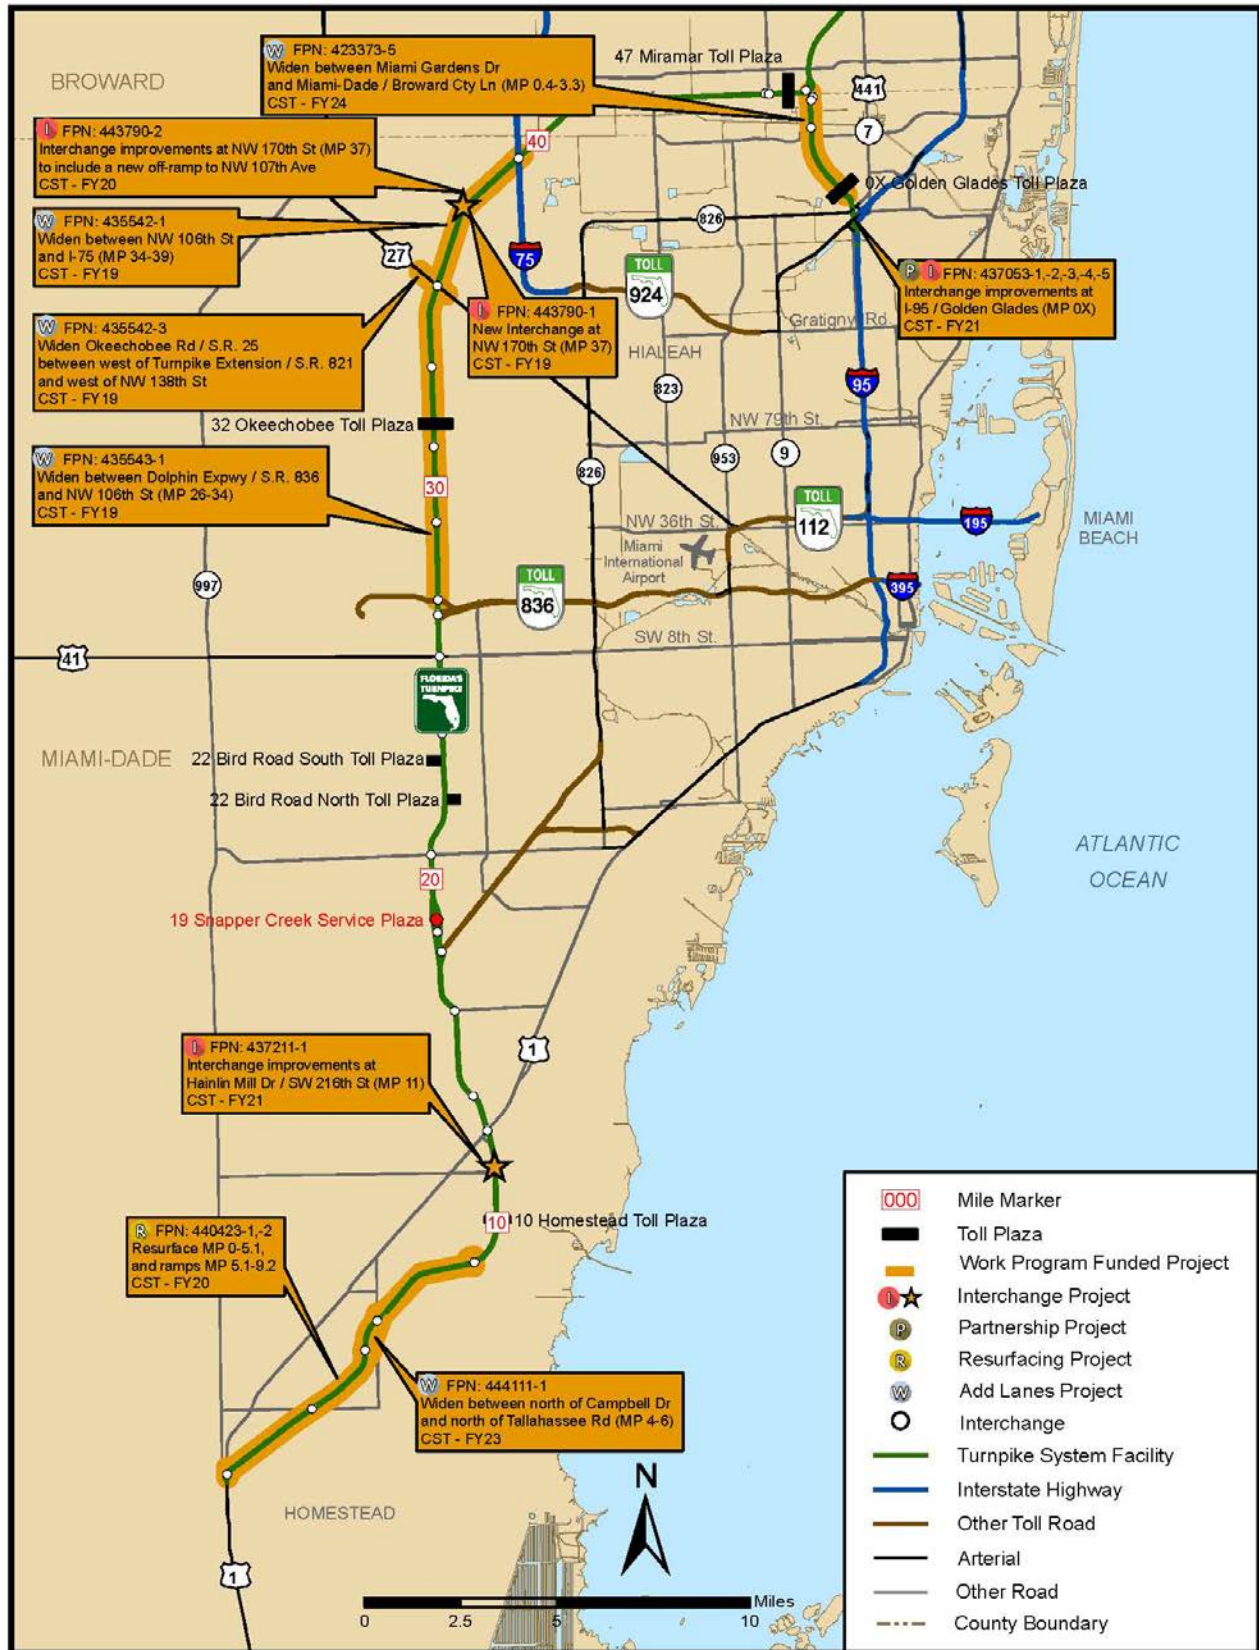 W FPN: 423373-5
Widen between Miami Gardens Dr
and Miami-Dade / Broward Cty Ln (MP 0.4-3.3)
CST - FY24
47 Miramar Toll Plaza
BROWARD
441
7
40
I FPN: 443790-2
Interchange improvements at NW 170th St (MP 37)
to include a new off-ramp to NW 107th Ave
CST - FY20
0X Golden Glades Toll Plaza
W FPN: 435542-1
Widen between NW 106th St
and I-75 (MP 34-39)
CST - FY19
826
27
75
TOLL
924
P I FPN: 437053-1,-2,-3,-4,-5
Interchange improvements at
I-95 / Golden Glades (MP 0X)
CST - FY21
I FPN: 443790-1
New Interchange at
NW 170th St (MP 37)
CST - FY19
W FPN: 435542-3
Widen Okeechobee Rd / S.R. 25
between west of Turnpike Extension / S.R. 821
and west of NW 138th St
CST - FY19
Gratigny Rd.
HIALEAH
823
95
32 Okeechobee Toll Plaza
NW 79th St.
W FPN: 435543-1
Widen between Dolphin Expwy / S.R. 836
and NW 106th St (MP 26-34)
CST - FY19
826
953
9
30
TOLL
112
NW 36th St.
195
MIAMI
BEACH
Miami
International
Airport
997
TOLL
836
395
SW 8th St.
41
FLORIDA'S
TURNPIKE
MIAMI-DADE
22 Bird Road South Toll Plaza
22 Bird Road North Toll Plaza
ATLANTIC
OCEAN
20
19 Snapper Creek Service Plaza
1
I FPN: 437211-1
Interchange improvements at
Hainlin Mill Dr / SW 216th St (MP 11)
CST - FY21
10
10 Homestead Toll Plaza
R FPN: 440423-1,-2
Resurface MP 0-5.1,
and ramps MP 5.1-9.2
CST - FY20
W FPN: 444111-1
Widen between north of Campbell Dr
and north of Tallahassee Rd (MP 4-6)
CST - FY23
HOMESTEAD
1
N
Miles
0 2.5 5 10
000 Mile Marker
Toll Plaza
Work Program Funded Project
I Interchange Project
P Partnership Project
R Resurfacing Project
W Add Lanes Project
Interchange
Turnpike System Facility
Interstate Highway
Other Toll Road
Arterial
Other Road
County Boundary